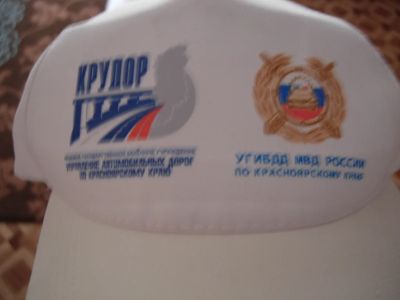 КРУДОР
УПРАВЛЕНИЕ АВТОМОБИЛЬНЫХ ДОРОГ
ПО КРАСНОЯРСКОМУ КРАЮ
УГИБДД МВД РОССИИ
ПО КРАСНОЯРСКОМУ КРАЮ